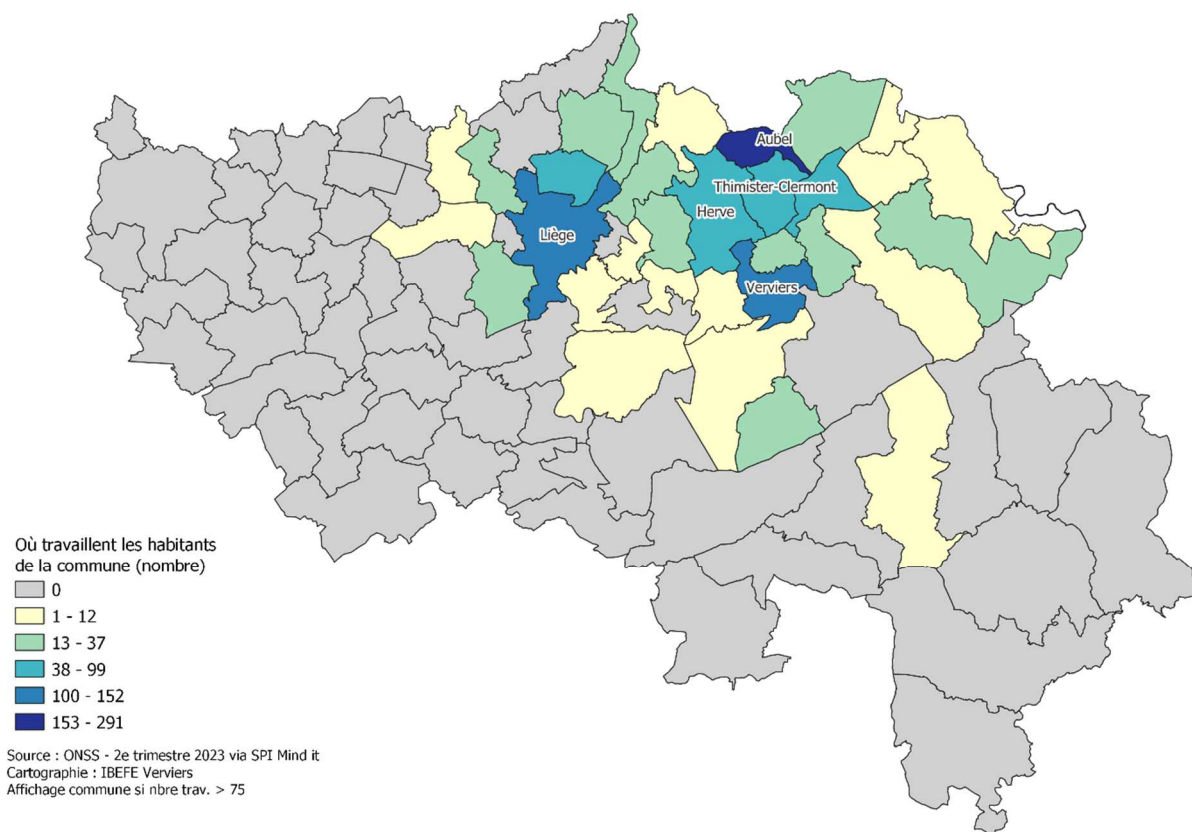 Aubel
Thimister-Clermont
Herve
Liège
Verviers
Où travaillent les habitants
de la commune (nombre)
0
1 - 12
13 - 37
38 - 99
100 - 152
153 - 291
Source : ONSS - 2e trimestre 2023 via SPI Mind it
Cartographie : IBEFE Verviers
Affichage commune si nbre trav. > 75